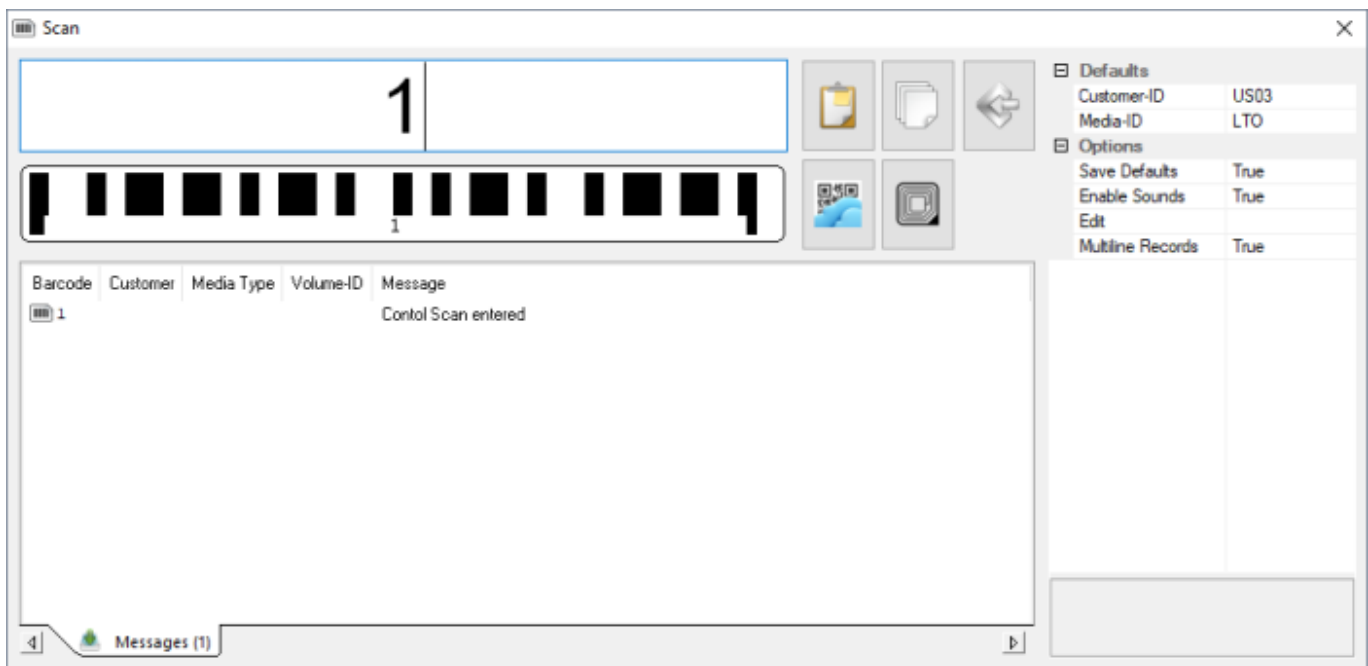 Scan
1
1
Barcode Customer Media Type Volume-ID Message
1 Contol Scan entered
Messages (1)
Defaults
Customer-ID US03
Media-ID LTO
Options
Save Defaults True
Enable Sounds True
Edit
Multiline Records True